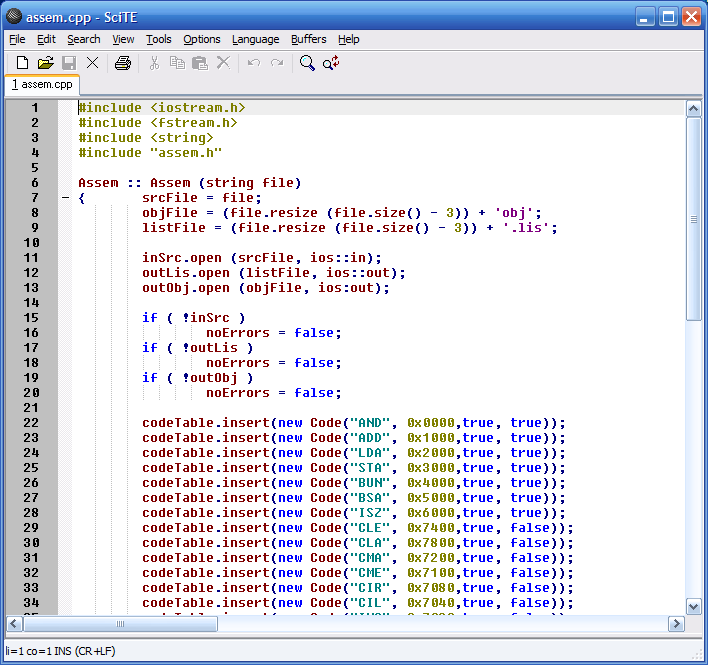 assem.cpp - SciTE
File Edit Search View Tools Options Language Buffers Help
1 assem.cpp
1 #include <iostream.h>
2 #include <fstream.h>
3 #include <string>
4 #include "assem.h"
5
6 Assem :: Assem (string file)
7 - { srcFile = file;
8 objFile = (file.resize (file.size() - 3)) + 'obj';
9 listFile = (file.resize (file.size() - 3)) + '.lis';
10
11 inSrc.open (srcFile, ios::in);
12 outLis.open (listFile, ios::out);
13 outObj.open (objFile, ios:out);
14
15 if ( !inSrc )
16 noErrors = false;
17 if ( !outLis )
18 noErrors = false;
19 if ( !outObj )
20 noErrors = false;
21
22 codeTable.insert(new Code("AND", 0x0000,true, true));
23 codeTable.insert(new Code("ADD", 0x1000,true, true));
24 codeTable.insert(new Code("LDA", 0x2000,true, true));
25 codeTable.insert(new Code("STA", 0x3000,true, true));
26 codeTable.insert(new Code("BUN", 0x4000,true, true));
27 codeTable.insert(new Code("BSA", 0x5000,true, true));
28 codeTable.insert(new Code("ISZ", 0x6000,true, true));
29 codeTable.insert(new Code("CLE", 0x7400,true, false));
30 codeTable.insert(new Code("CLA", 0x7800,true, false));
31 codeTable.insert(new Code("CMA", 0x7200,true, false));
32 codeTable.insert(new Code("CME", 0x7100,true, false));
33 codeTable.insert(new Code("CIR", 0x7080,true, false));
34 codeTable.insert(new Code("CIL", 0x7040,true, false));
li=1 co=1 INS (CR+LF)